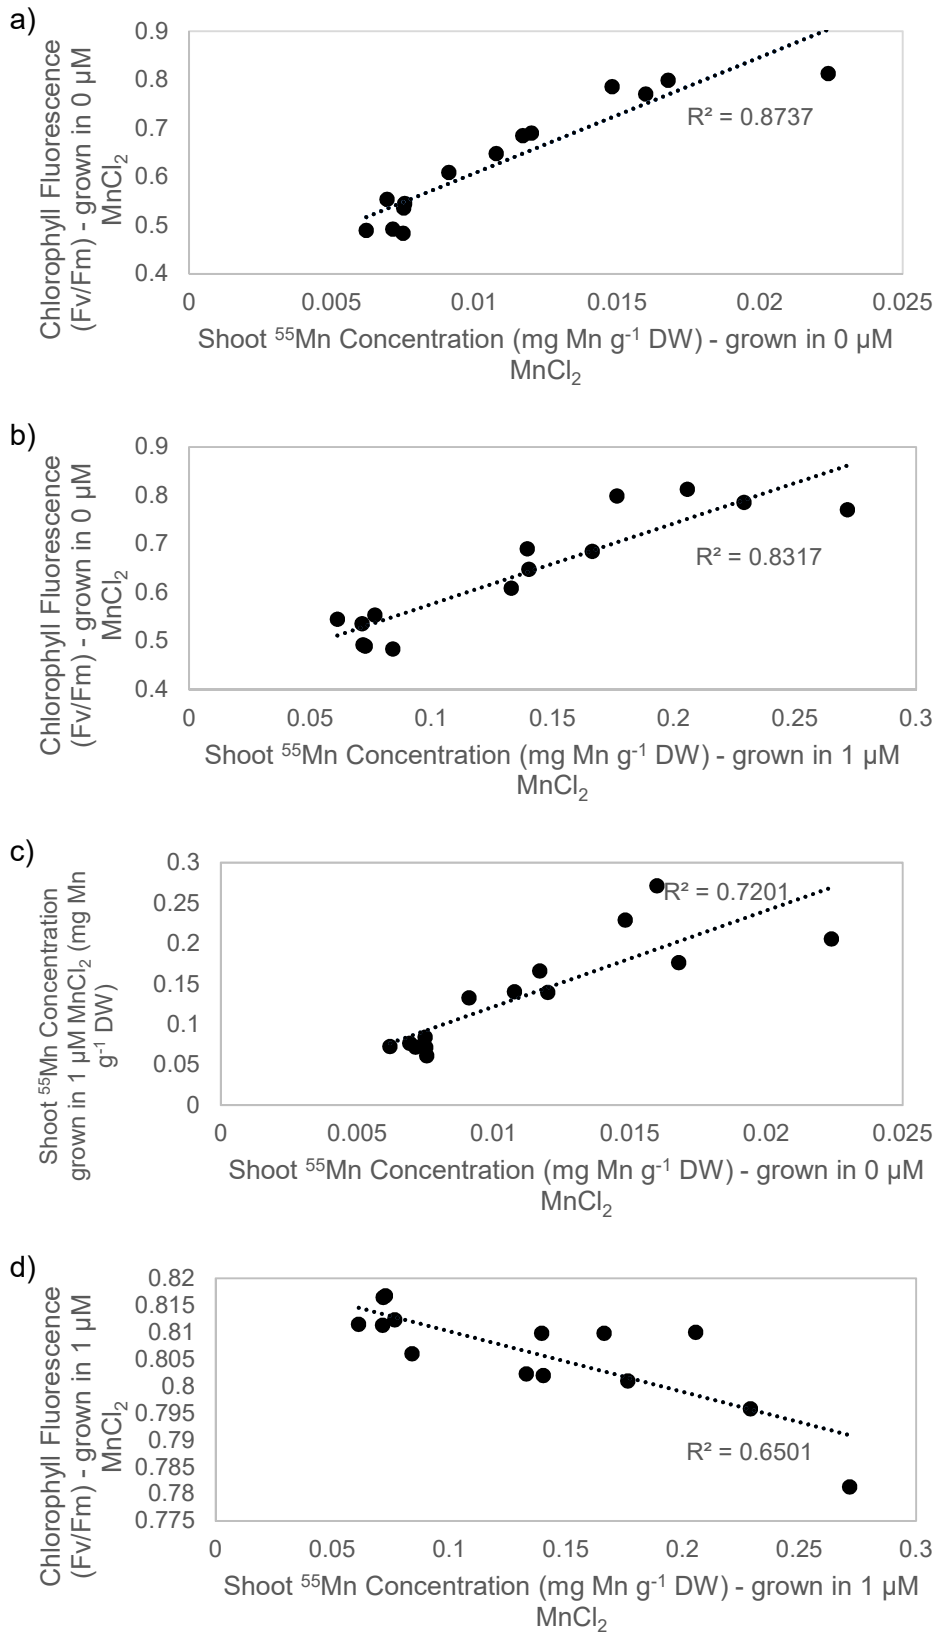 a)
Chlorophyll Fluorescence
(Fv/Fm) - grown in 0 µM
MnCl₂
0.9
0.8
0.7
0.6
0.5
0.4
R² = 0.8737
0 0.005 0.01 0.015 0.02 0.025
Shoot ⁵⁵Mn Concentration (mg Mn g⁻¹ DW) - grown in 0 µM
MnCl₂
b)
Chlorophyll Fluorescence
(Fv/Fm) - grown in 0 µM
MnCl₂
0.9
0.8
0.7
0.6
0.5
0.4
R² = 0.8317
0 0.05 0.1 0.15 0.2 0.25 0.3
Shoot ⁵⁵Mn Concentration (mg Mn g⁻¹ DW) - grown in 1 µM
MnCl₂
c)
Shoot ⁵⁵Mn Concentration
grown in 1 µM MnCl₂ (mg Mn
g⁻¹ DW)
0.3
0.25
0.2
0.15
0.1
0.05
0
R² = 0.7201
0 0.005 0.01 0.015 0.02 0.025
Shoot ⁵⁵Mn Concentration (mg Mn g⁻¹ DW) - grown in 0 µM
MnCl₂
d)
Chlorophyll Fluorescence
(Fv/Fm) - grown in 1 µM
MnCl₂
0.82
0.815
0.81
0.805
0.8
0.795
0.79
0.785
0.78
0.775
R² = 0.6501
0 0.05 0.1 0.15 0.2 0.25 0.3
Shoot ⁵⁵Mn Concentration (mg Mn g⁻¹ DW) - grown in 1 µM
MnCl₂